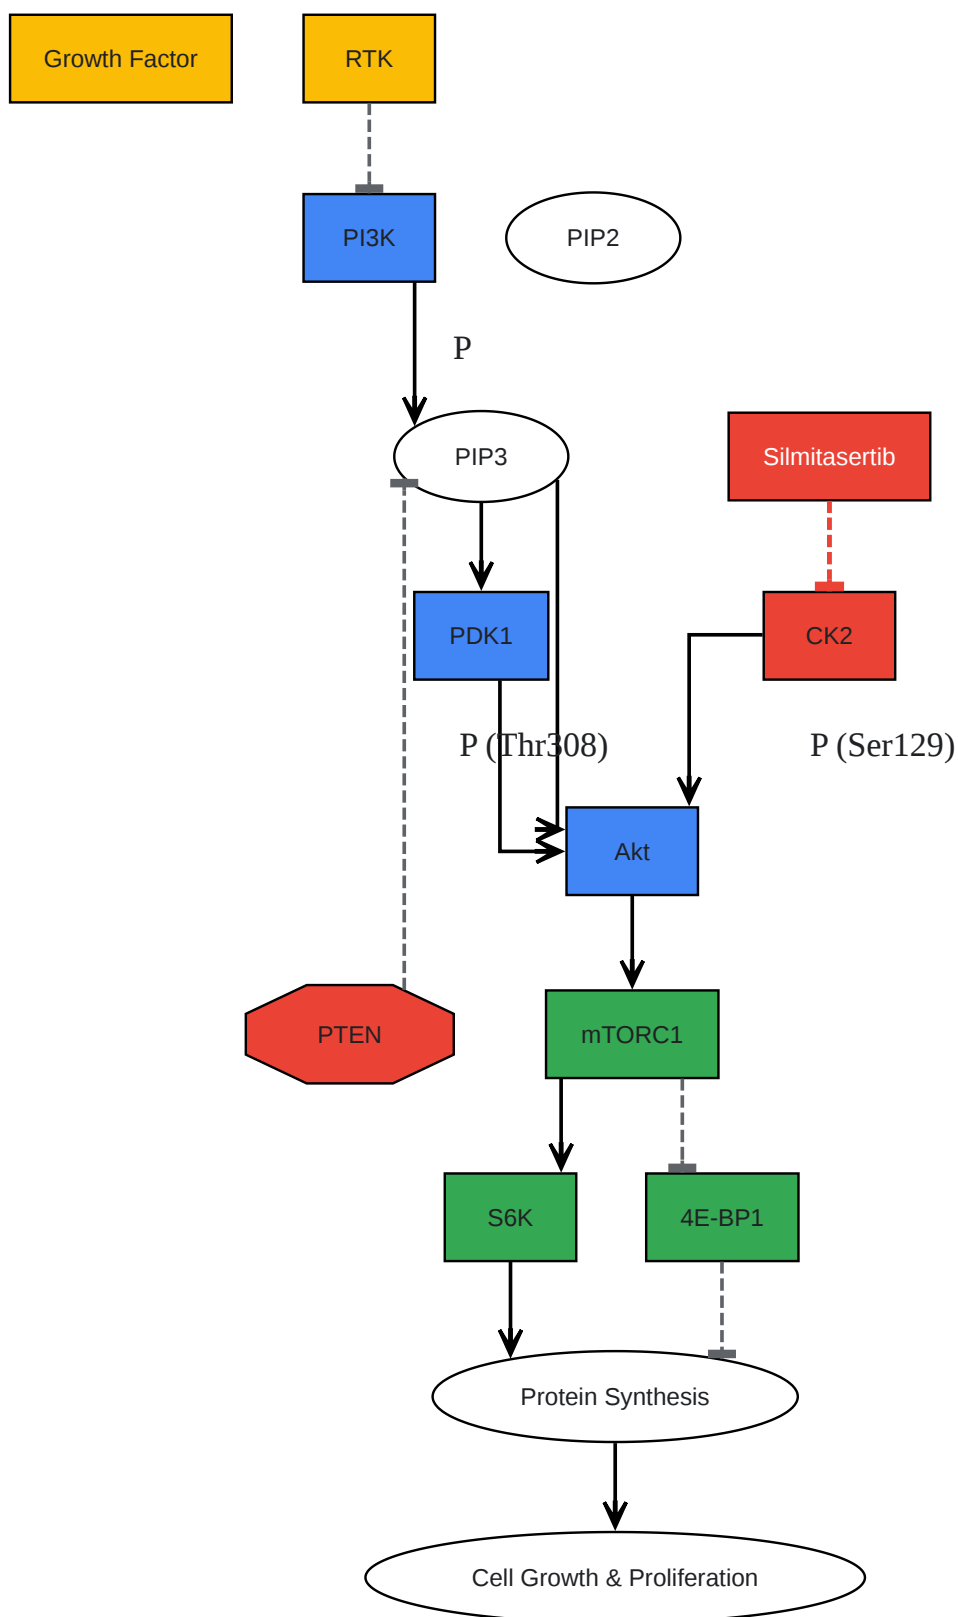 Growth Factor
RTK
PI3K
PIP2
P
PIP3
Silmitasertib
PDK1
CK2
P (Thr308)
P (Ser129)
Akt
PTEN
mTORC1
S6K
4E-BP1
Protein Synthesis
Cell Growth & Proliferation